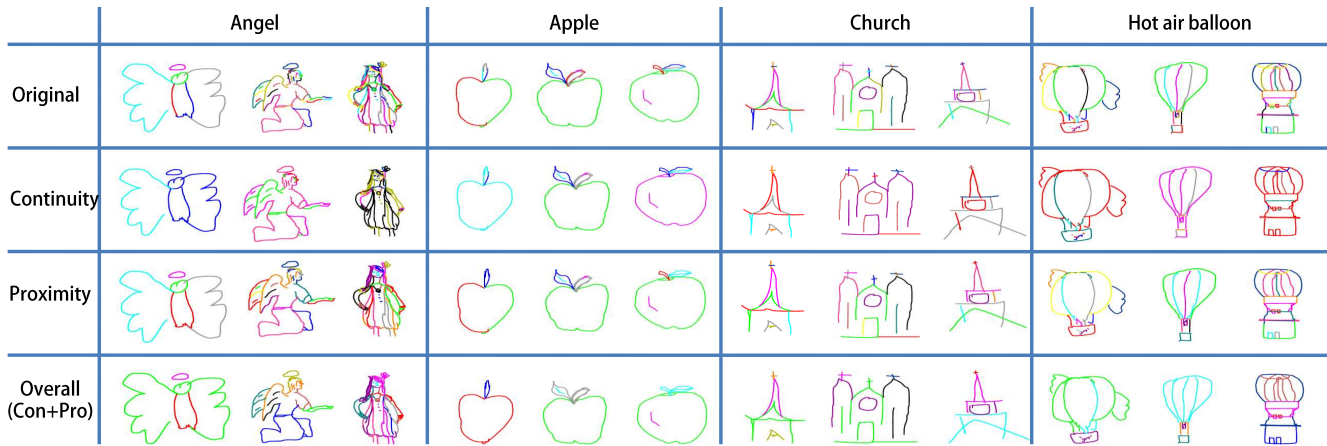 Angel Apple Church Hot air balloon
Original
Continuity
Proximity
Overall
(Con+Pro)